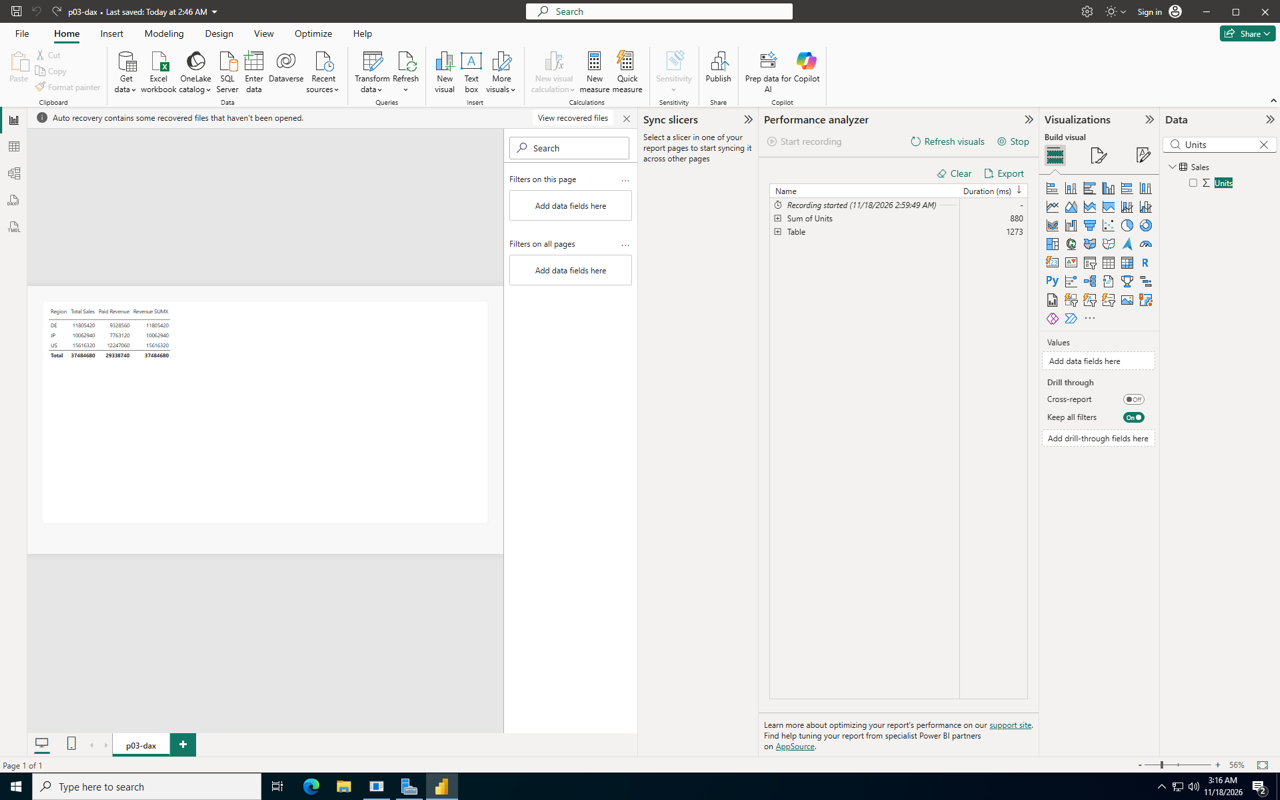 p03-dax • Last saved: Today at 2:46 AM
Search
Sign in
File Home Insert Modeling Design View Optimize Help
Share
Paste
Cut
Copy
Format painter
Clipboard
Get data
Excel workbook
OneLake catalog
SQL Server
Enter data
Dataverse
Recent sources
Data
Transform data
Refresh
Queries
New visual
Text box
More visuals
Insert
New visual calculation
New measure
Quick measure
Calculations
Sensitivity
Sensitivity
Publish
Share
Prep data for AI
Copilot
Copilot
Auto recovery contains some recovered files that haven't been opened.
View recovered files
Region Total Sales Paid Revenue Revenue SUMX
DE 11805420 9328560 11805420
JP 10062940 7763120 10062940
US 15616320 12247060 15616320
Total 37484680 29338740 37484680
Search
Filters on this page
Add data fields here
Filters on all pages
Add data fields here
Sync slicers
Select a slicer in one of your
report pages to start syncing it
across other pages
Performance analyzer
Start recording
Refresh visuals
Stop
Clear
Export
Name Duration (ms)
Recording started (11/18/2026 2:59:49 AM) -
Sum of Units 880
Table 1273
Learn more about optimizing your report's performance on our support site.
Find help tuning your report from specialist Power BI partners
on AppSource.
Visualizations
Build visual
R
Py
Values
Add data fields here
Drill through
Cross-report Off
Keep all filters On
Add drill-through fields here
Data
Units
Sales
Units
p03-dax
Page 1 of 1
56%
Type here to search
3:16 AM
11/18/2026
2